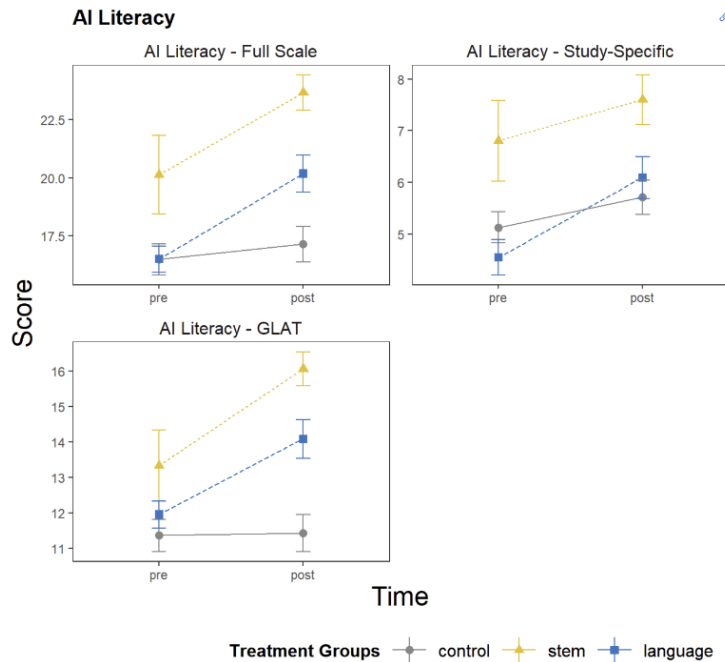 AI Literacy
AI Literacy - Full Scale
22.5
20.0
17.5
pre
post
AI Literacy - Study-Specific
8
7
6
5
pre
post
Score
AI Literacy - GLAT
16
15
14
13
12
11
pre
post
Time
Treatment Groups control stem language